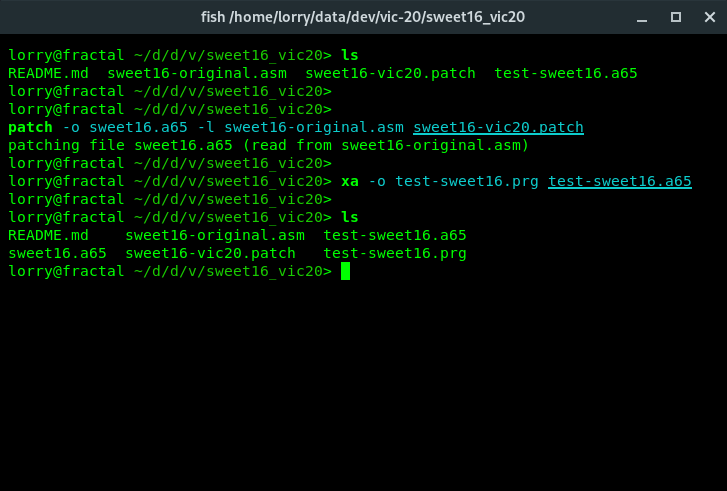 fish /home/lorry/data/dev/vic-20/sweet16_vic20
lorry@fractal ~/d/d/v/sweet16_vic20> ls
README.md  sweet16-original.asm  sweet16-vic20.patch  test-sweet16.a65
lorry@fractal ~/d/d/v/sweet16_vic20>
lorry@fractal ~/d/d/v/sweet16_vic20>
patch -o sweet16.a65 -l sweet16-original.asm sweet16-vic20.patch
patching file sweet16.a65 (read from sweet16-original.asm)
lorry@fractal ~/d/d/v/sweet16_vic20>
lorry@fractal ~/d/d/v/sweet16_vic20> xa -o test-sweet16.prg test-sweet16.a65
lorry@fractal ~/d/d/v/sweet16_vic20>
lorry@fractal ~/d/d/v/sweet16_vic20> ls
README.md    sweet16-original.asm  test-sweet16.a65
sweet16.a65  sweet16-vic20.patch   test-sweet16.prg
lorry@fractal ~/d/d/v/sweet16_vic20>